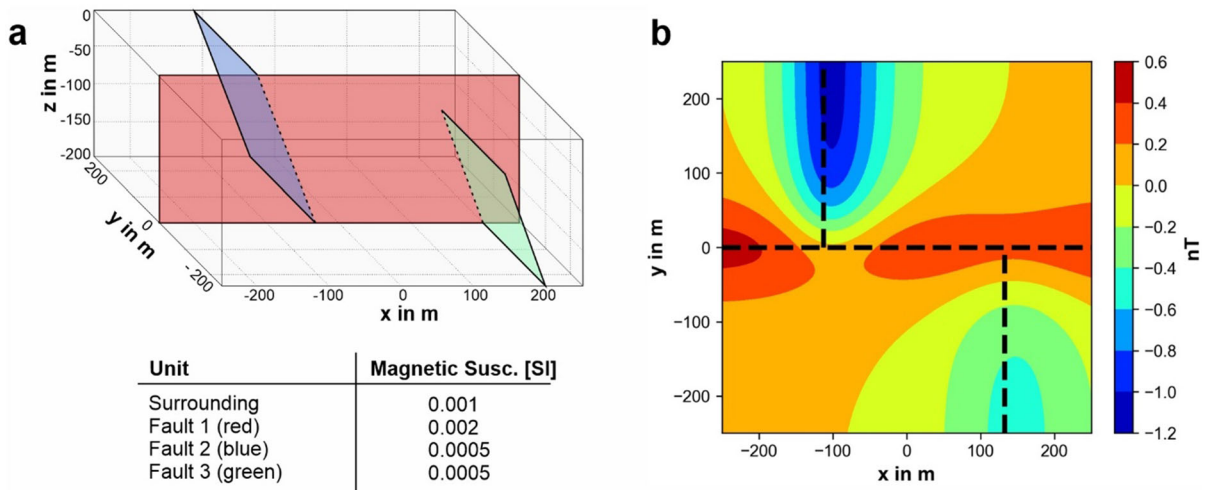 a
0
-50
-100
-150
-200
z in m
200
0
-200
y in m
-200
-100
0
100
200
x in m
Unit Magnetic Susc. [SI]
Surrounding 0.001
Fault 1 (red) 0.002
Fault 2 (blue) 0.0005
Fault 3 (green) 0.0005
b
200
100
0
−100
−200
y in m
−200
−100
0
100
200
x in m
0.6
0.4
0.2
0.0
−0.2
−0.4
−0.6
−0.8
−1.0
−1.2
nT